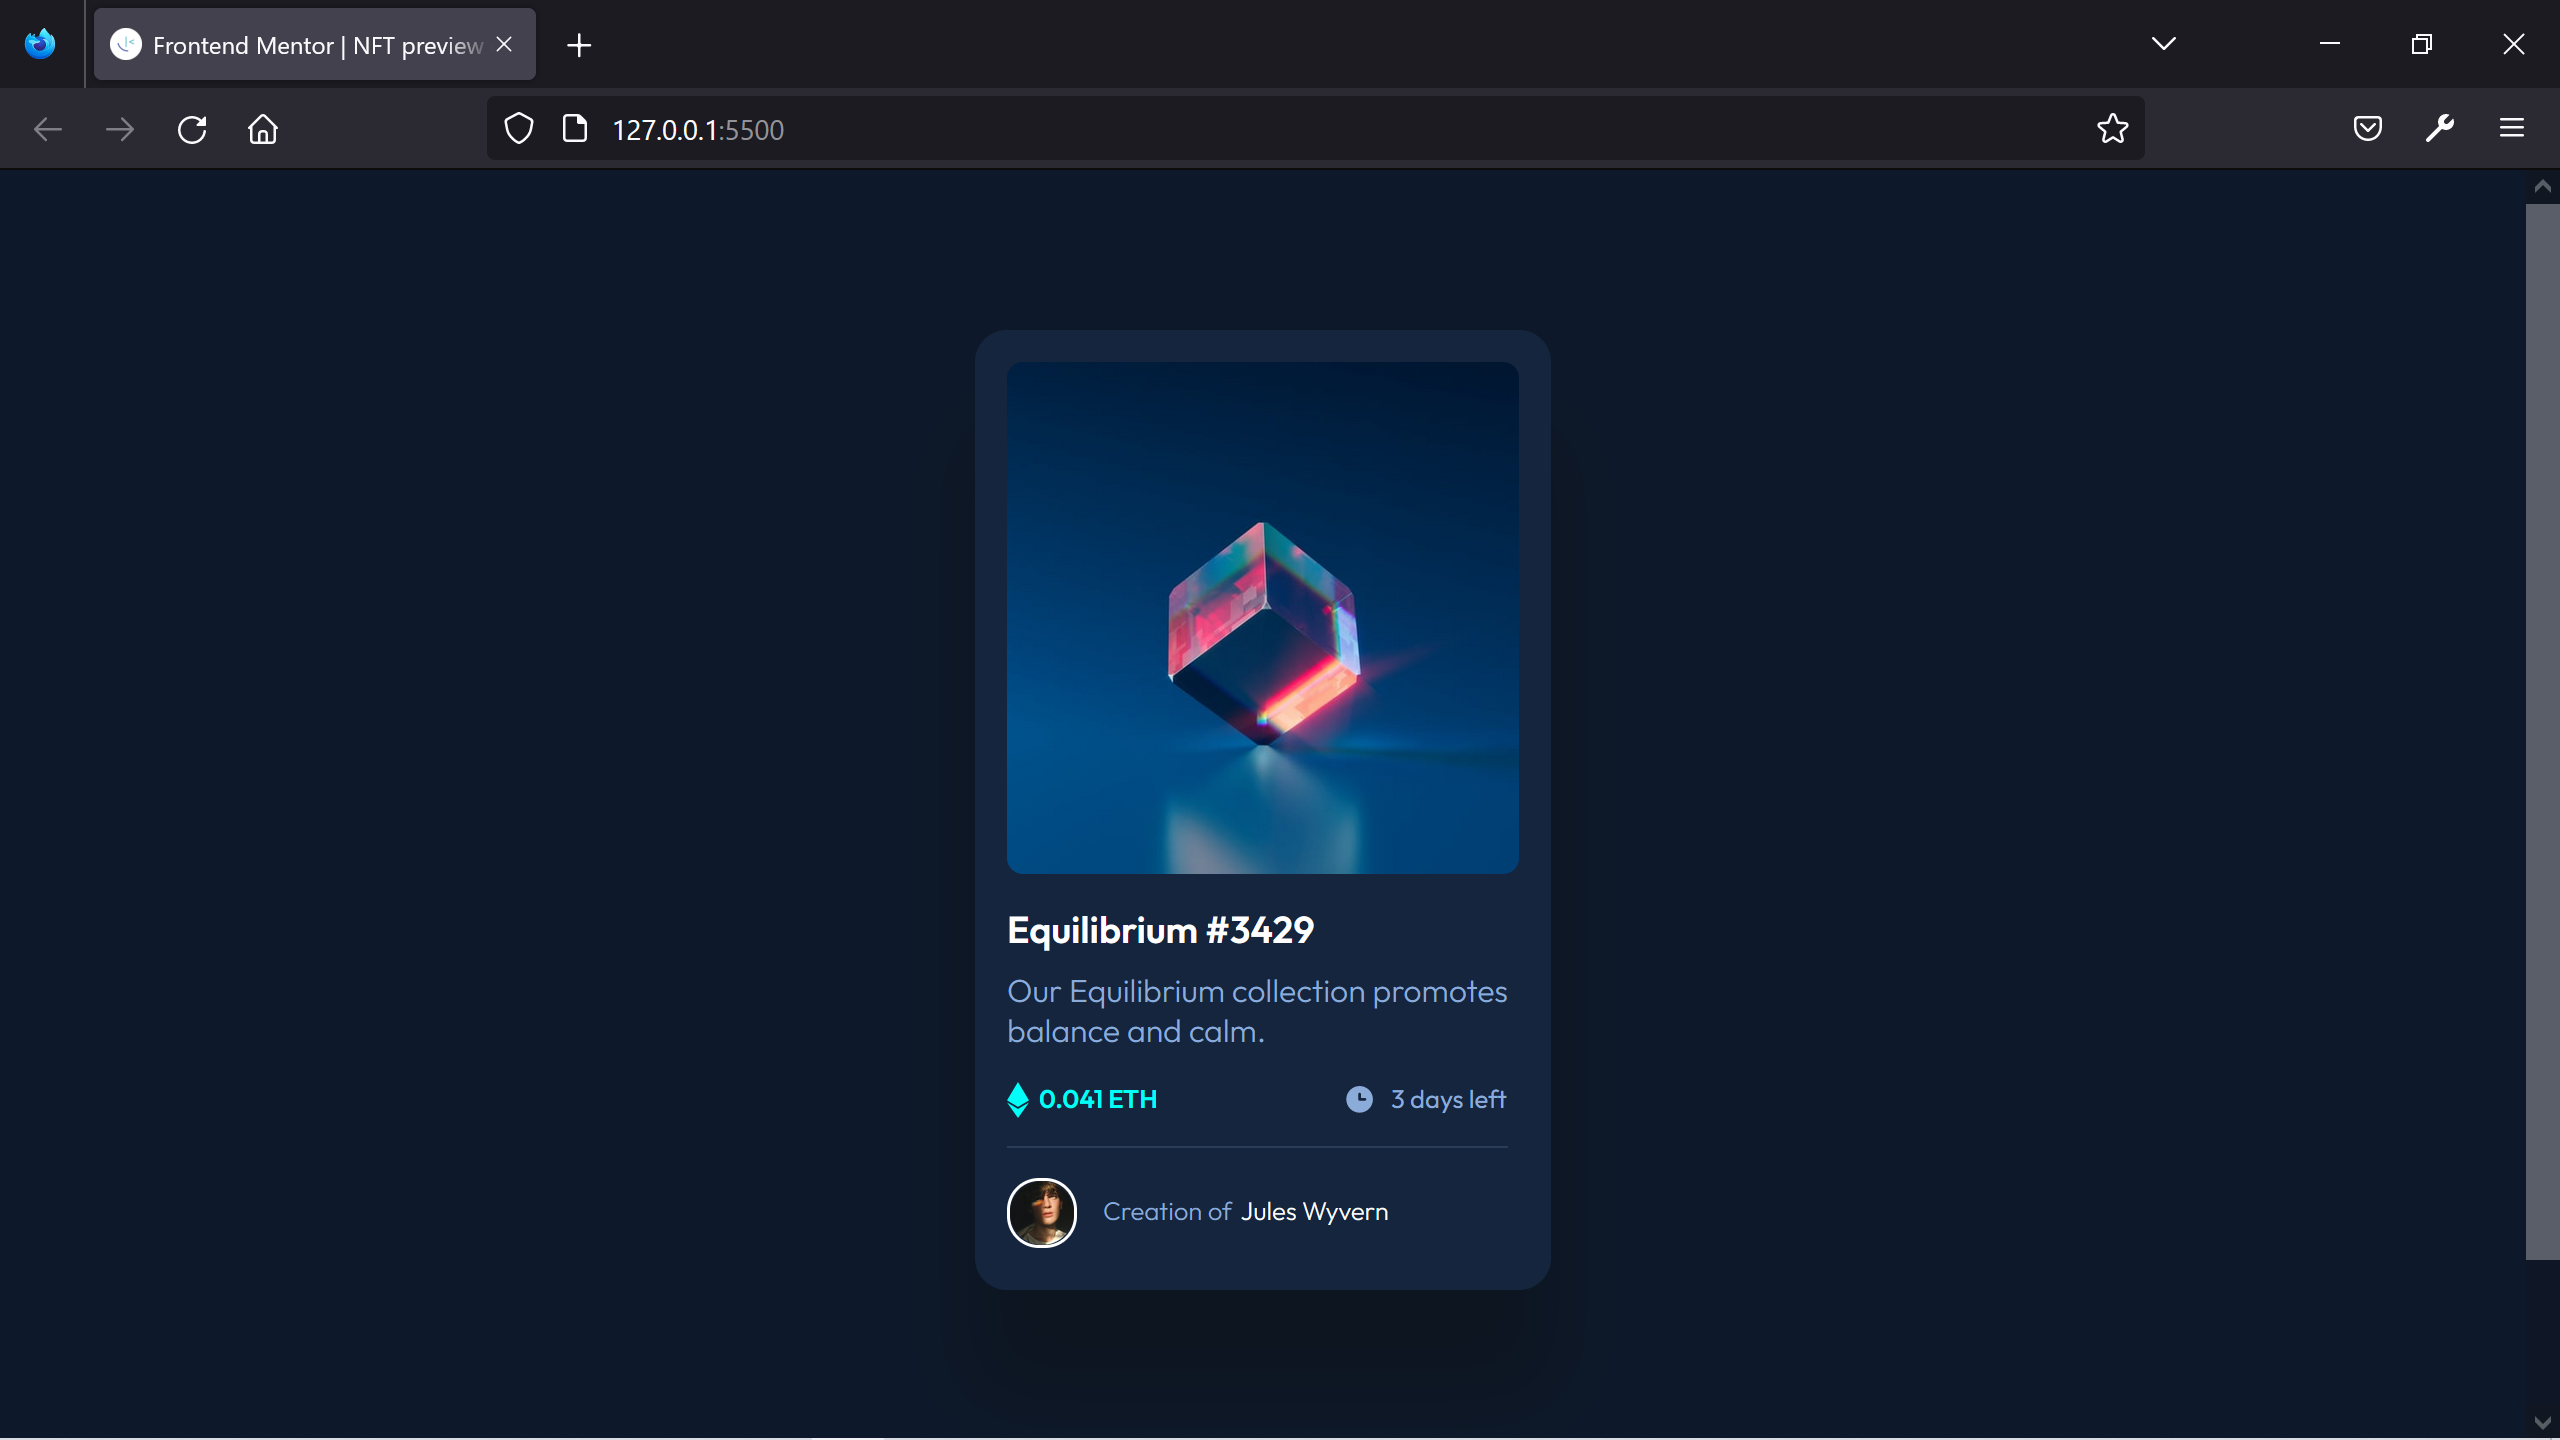 Frontend Mentor | NFT preview
127.0.0.1:5500
Equilibrium #3429
Our Equilibrium collection promotes
balance and calm.
0.041 ETH
3 days left
Creation of Jules Wyvern